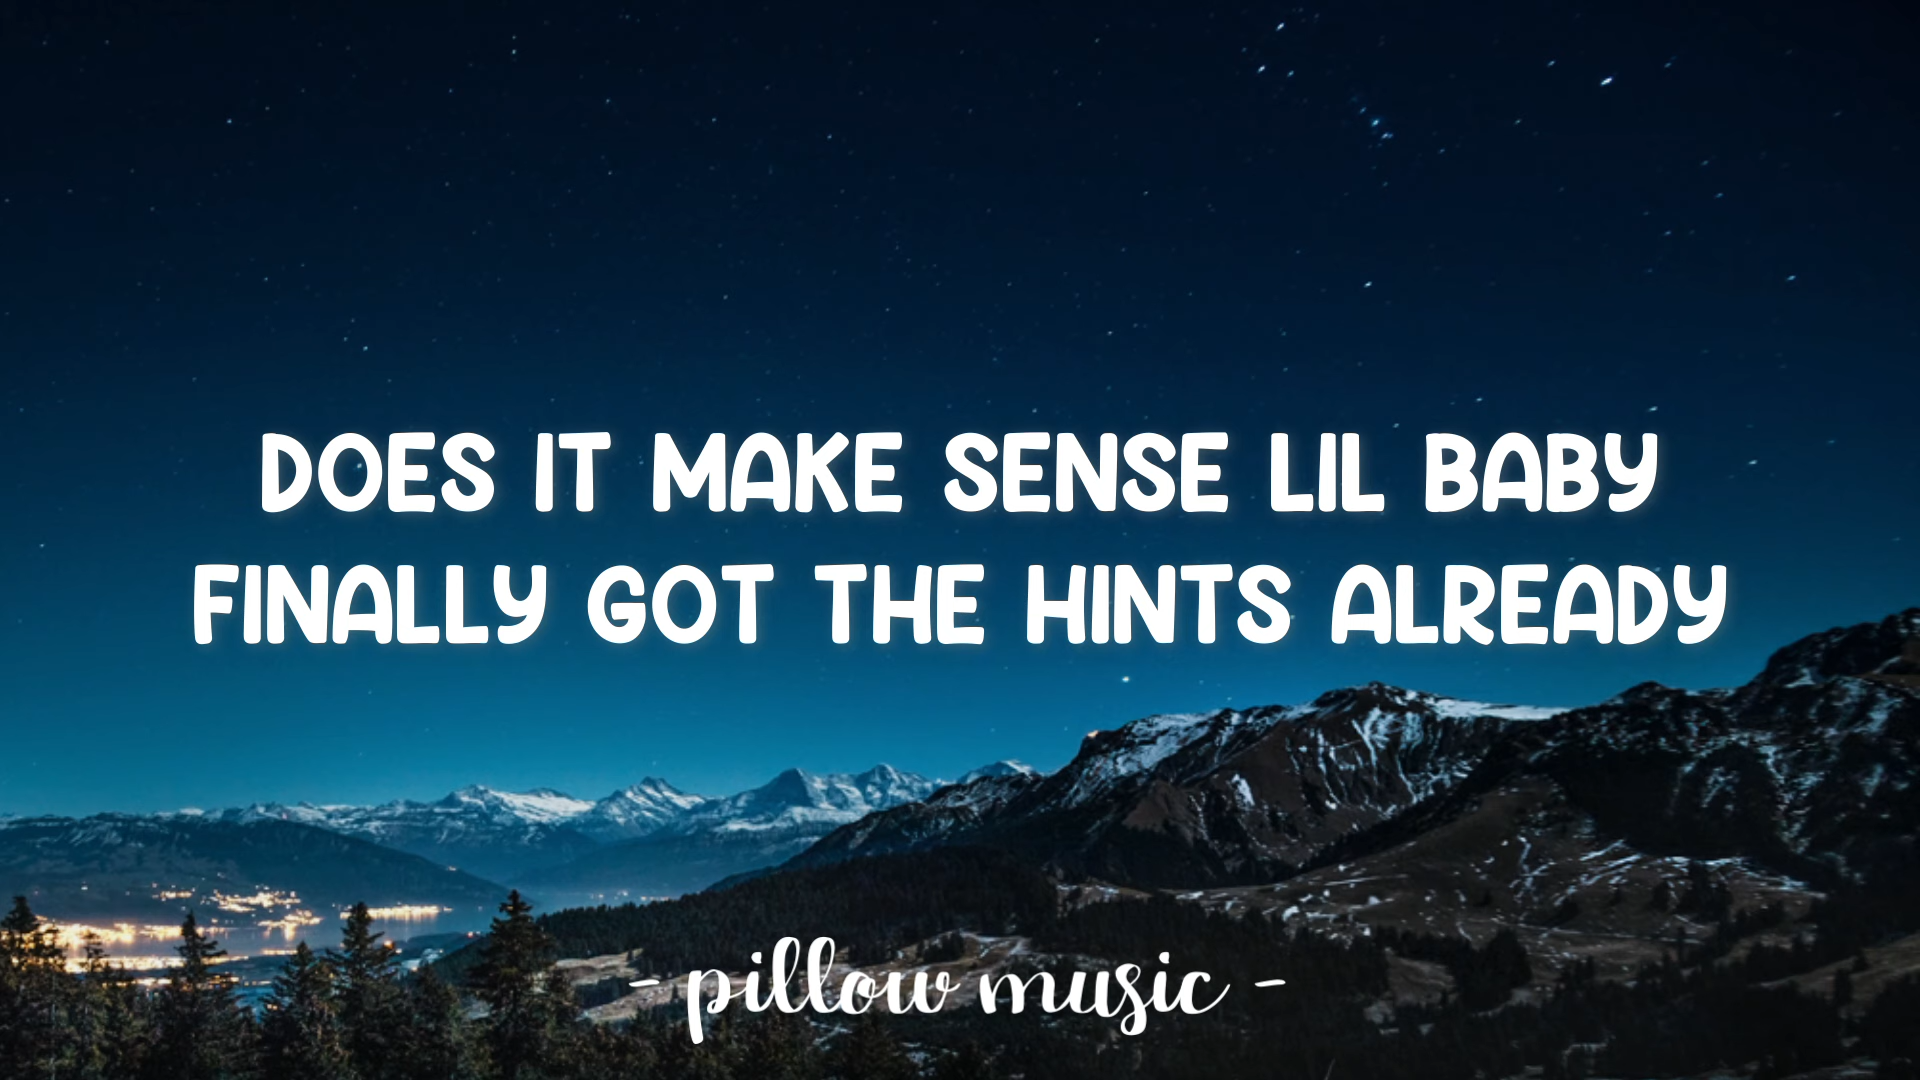 DOES IT MAKE SENSE LIL BABY
FINALLY GOT THE HINTS ALREADY
- pillow music -